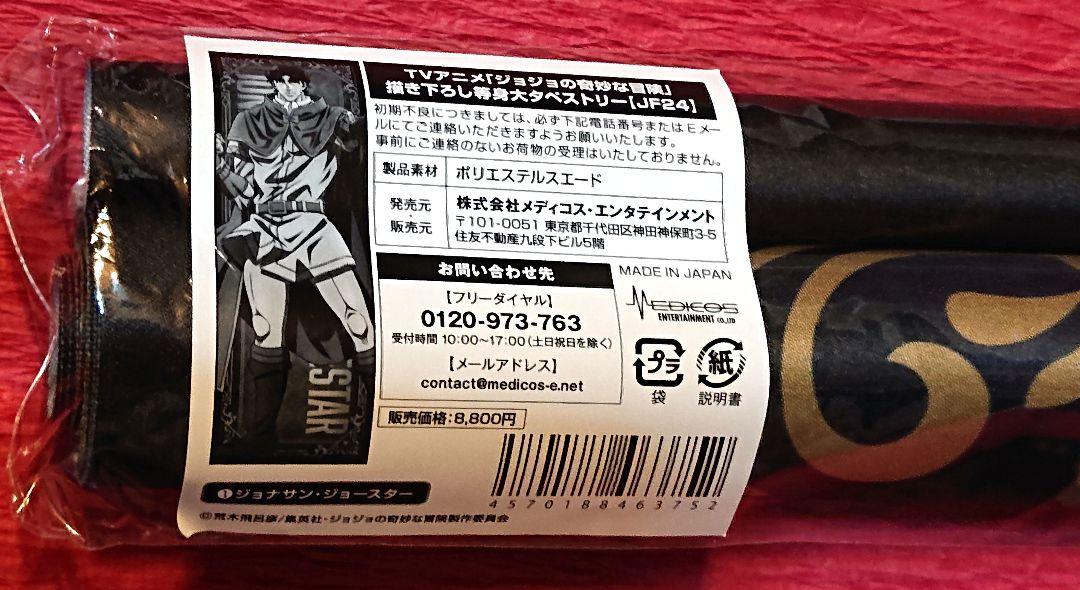 TVアニメ「ジョジョの奇妙な冒険」
描き下ろし等身大タペストリー[JF24]
初期不良につきましては、必ず下記電話番号またはEメー
ルにてご連絡いただきますようお願いいたします。
事前にご連絡のないお荷物の受理はいたしておりません。
製品素材 ポリエステルスエード
発売元・販売元 株式会社メディコス・エンタテインメント
〒101-0051 東京都千代田区神田神保町3-5
住友不動産九段下ビル5階
お問い合わせ先
【フリーダイヤル】
0120-973-763
受付時間 10:00~17:00(土日祝日を除く)
【メールアドレス】
contact@medicos-e.net
MADE IN JAPAN
MEDICOS
ENTERTAINMENT CO.,LTD
プラ
袋
紙
説明書
販売価格:8,800円
4570188463752
STAR
❶ジョナサン・ジョースター
©荒木飛呂彦/集英社・ジョジョの奇妙な冒険製作委員会